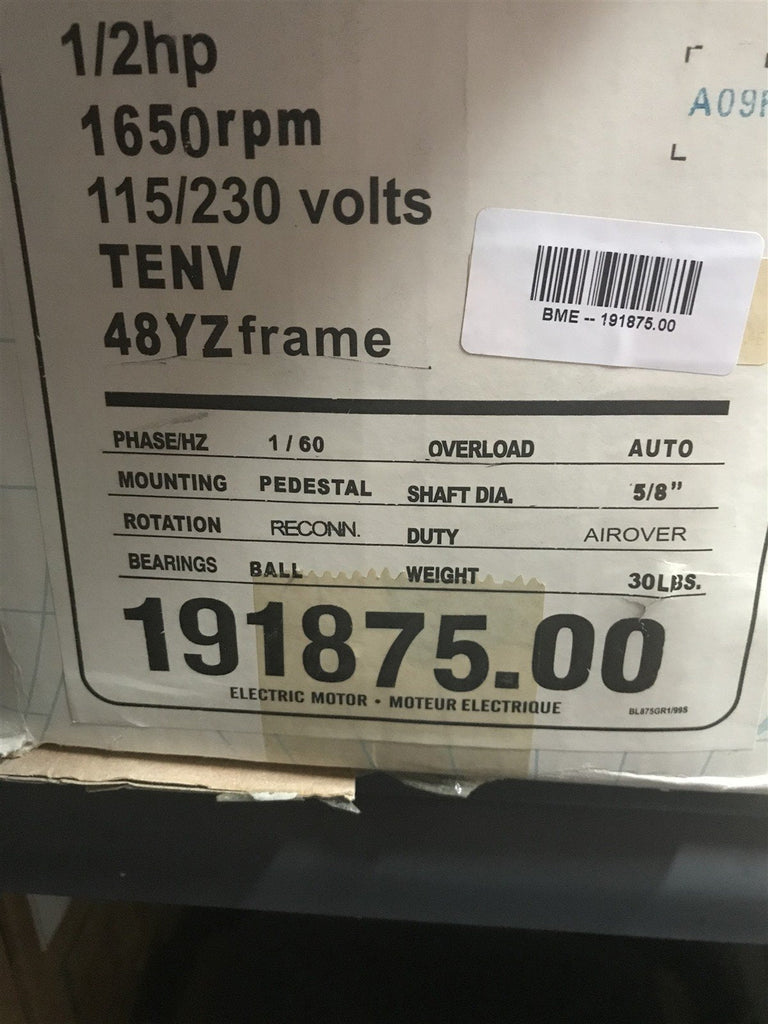 1/2hp
1650rpm
115/230 volts
TENV
48YZ frame
A09
BME -- 191875.00
PHASE/HZ 1 / 60 OVERLOAD AUTO
MOUNTING PEDESTAL SHAFT DIA. 5/8"
ROTATION RECONN. DUTY AIROVER
BEARINGS BALL WEIGHT 30LBS.
191875.00
ELECTRIC MOTOR • MOTEUR ELECTRIQUE
BL875GR1/99S